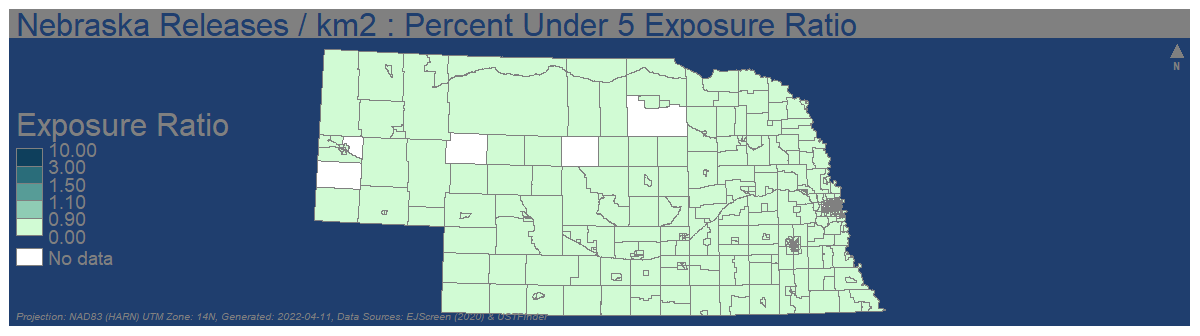 Nebraska Releases / km2 : Percent Under 5 Exposure Ratio
N
Exposure Ratio
10.00
3.00
1.50
1.10
0.90
0.00
No data
Projection: NAD83 (HARN) UTM Zone: 14N, Generated: 2022-04-11, Data Sources: EJScreen (2020) & USTFinder